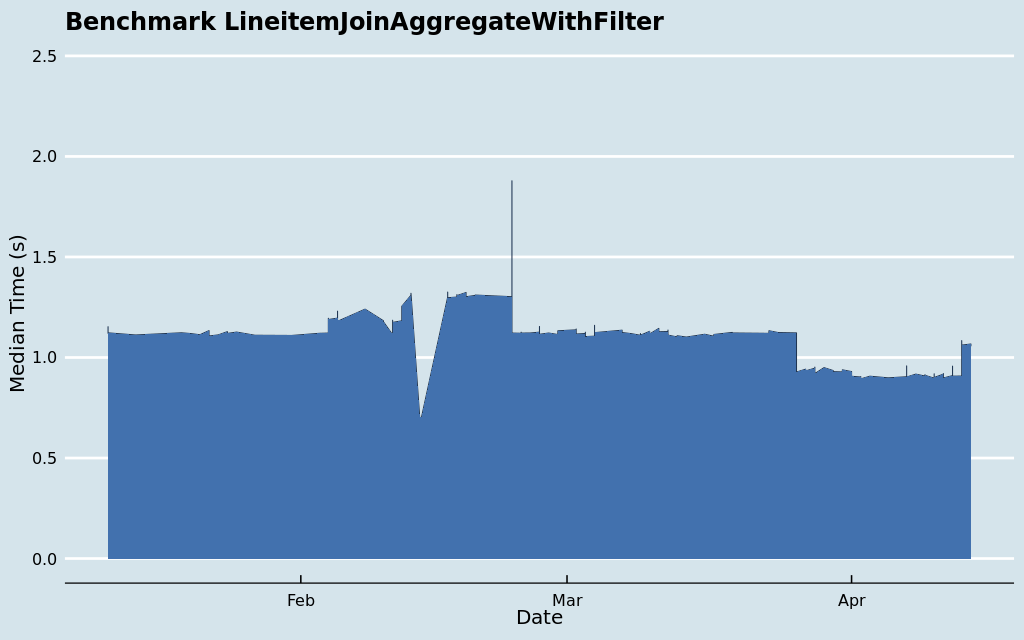 Benchmark LineitemJoinAggregateWithFilter
Median Time (s)
2.5
2.0
1.5
1.0
0.5
0.0
Feb
Mar
Apr
Date